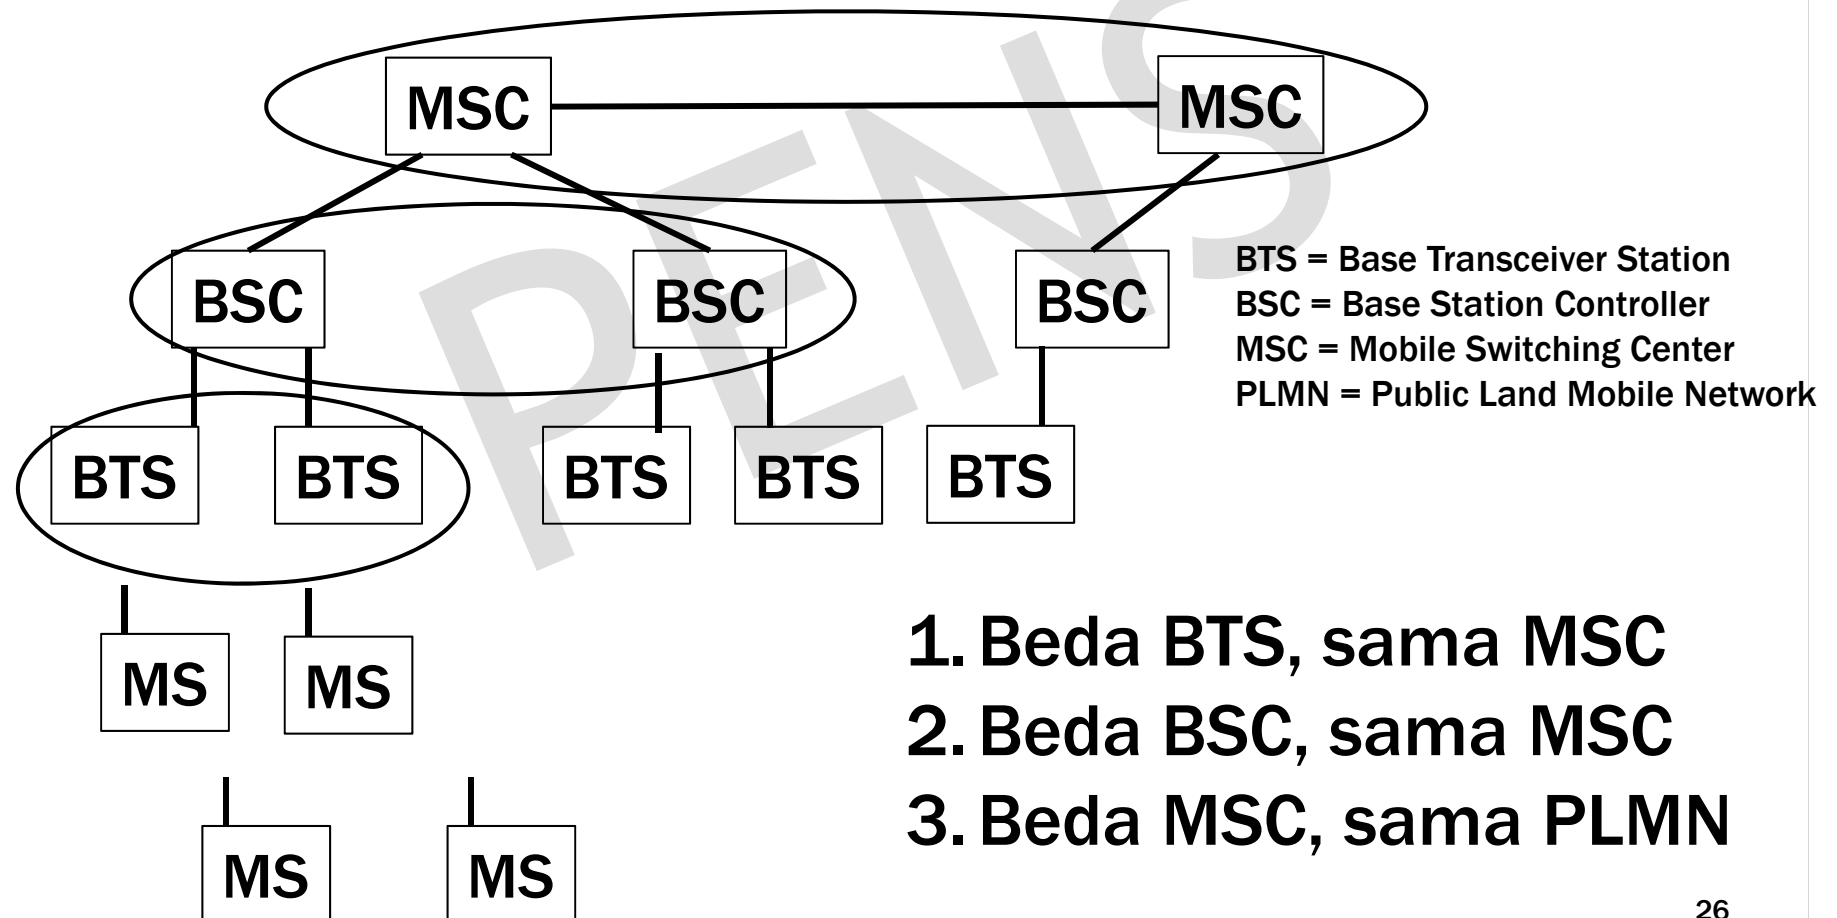 MSC MSC
BSC BSC BSC
BTS = Base Transceiver Station
BSC = Base Station Controller
MSC = Mobile Switching Center
PLMN = Public Land Mobile Network
BTS BTS BTS BTS BTS
MS MS
MS MS
1. Beda BTS, sama MSC
2. Beda BSC, sama MSC
3. Beda MSC, sama PLMN
26
PENS